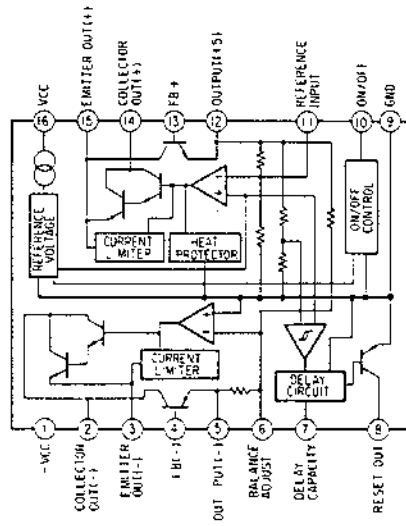 VCC
EMITTER OUT(+)
COLLECTOR
OUT(+)
FB+
OUTPUT(+5)
REFERENCE
INPUT
ON/OFF
GND
16
15
14
13
12
11
10
9
REFERENCE
VOLTAGE
CURRENT
LIMITER
HEAT
PROTECTOR
ON/OFF
CONTROL
CURRENT
LIMITER
DELAY
CIRCUIT
1
2
3
4
5
6
7
8
-VCC
COLLECTOR
OUT(-)
EMITTER
OUT(-)
FB(-)
OUT PUT(-)
BALANCE
ADJUST
DELAY
CAPACITY
RESET OUT